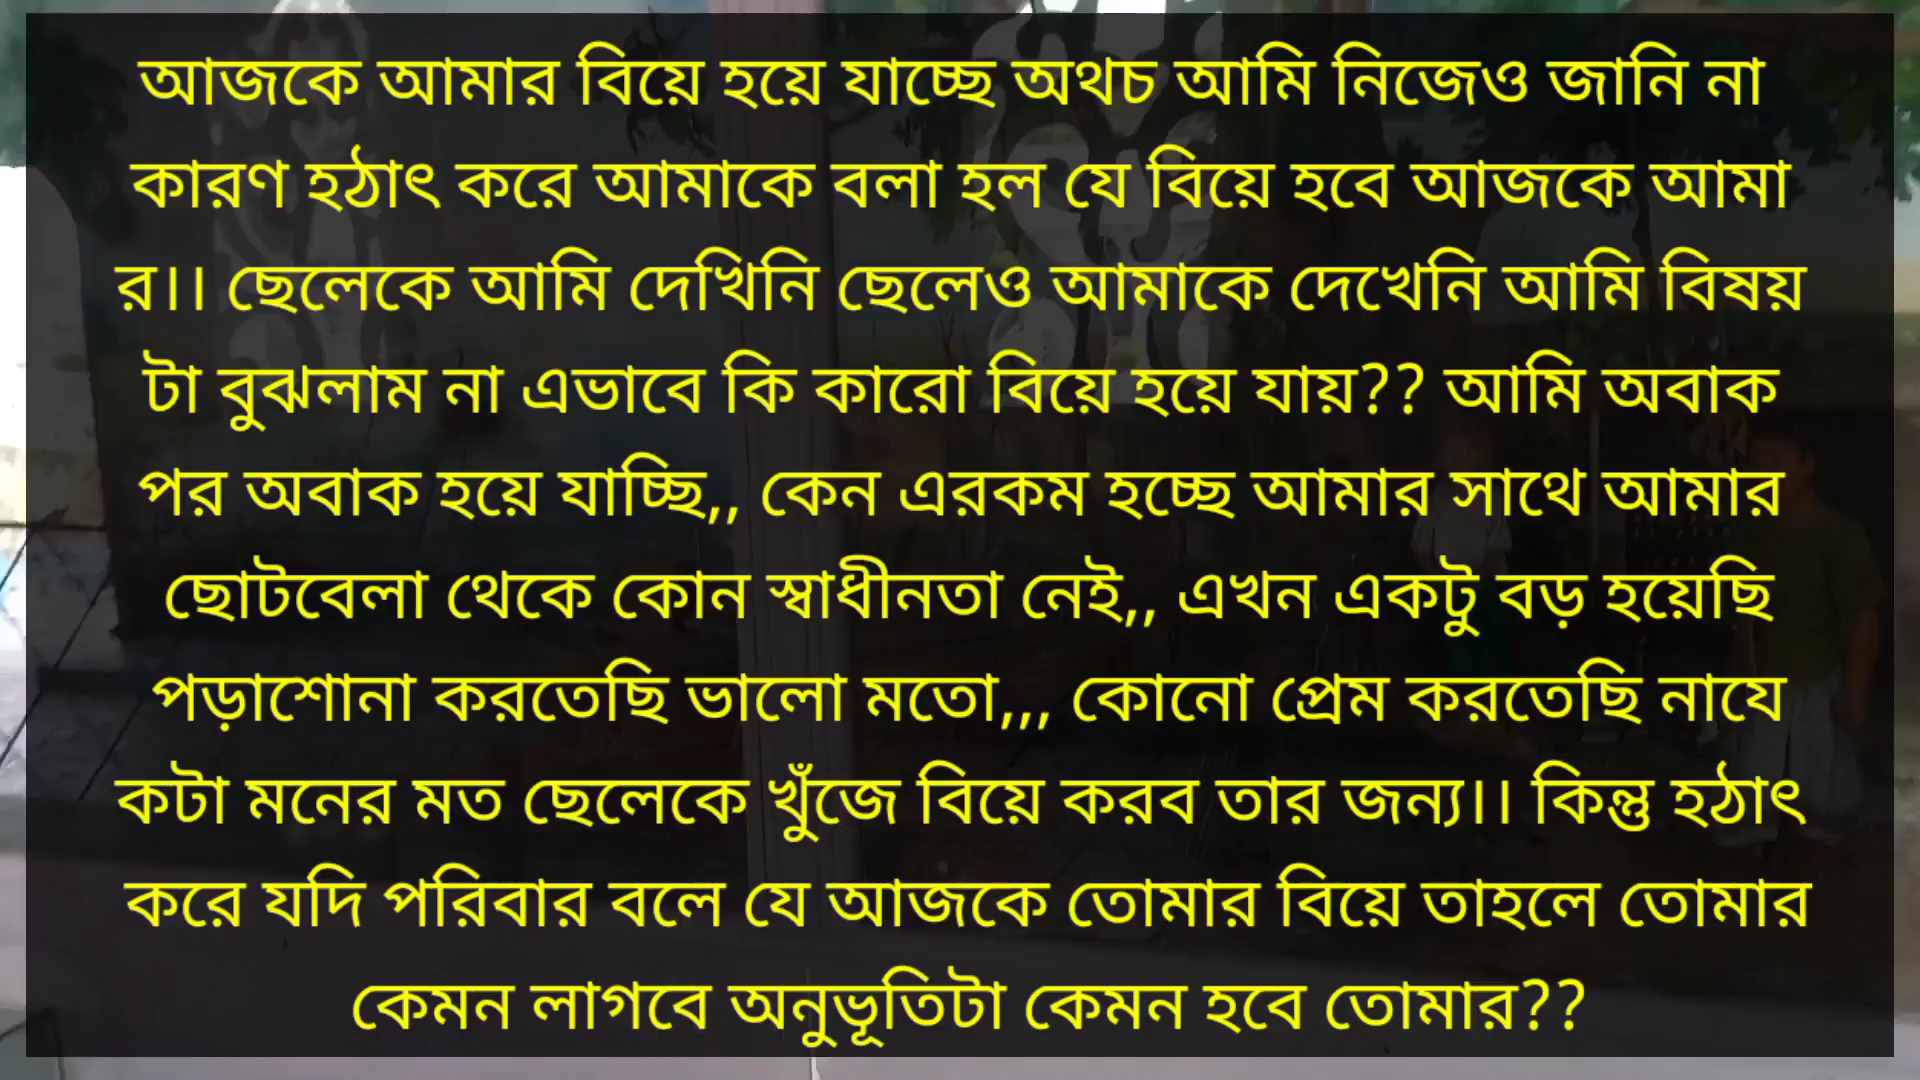 আজকে আমার বিয়ে হয়ে যাচ্ছে অথচ আমি নিজেও জানি না
কারণ হঠাৎ করে আমাকে বলা হল যে বিয়ে হবে আজকে আমা
র।। ছেলেকে আমি দেখিনি ছেলেও আমাকে দেখেনি আমি বিষয়
টা বুঝলাম না এভাবে কি কারো বিয়ে হয়ে যায়?? আমি অবাক
পর অবাক হয়ে যাচ্ছি,, কেন এরকম হচ্ছে আমার সাথে আমার
ছোটবেলা থেকে কোন স্বাধীনতা নেই,, এখন একটু বড় হয়েছি
পড়াশোনা করতেছি ভালো মতো,,, কোনো প্রেম করতেছি নাযে
কটা মনের মত ছেলেকে খুঁজে বিয়ে করব তার জন্য।। কিন্তু হঠাৎ
করে যদি পরিবার বলে যে আজকে তোমার বিয়ে তাহলে তোমার
কেমন লাগবে অনুভূতিটা কেমন হবে তোমার??